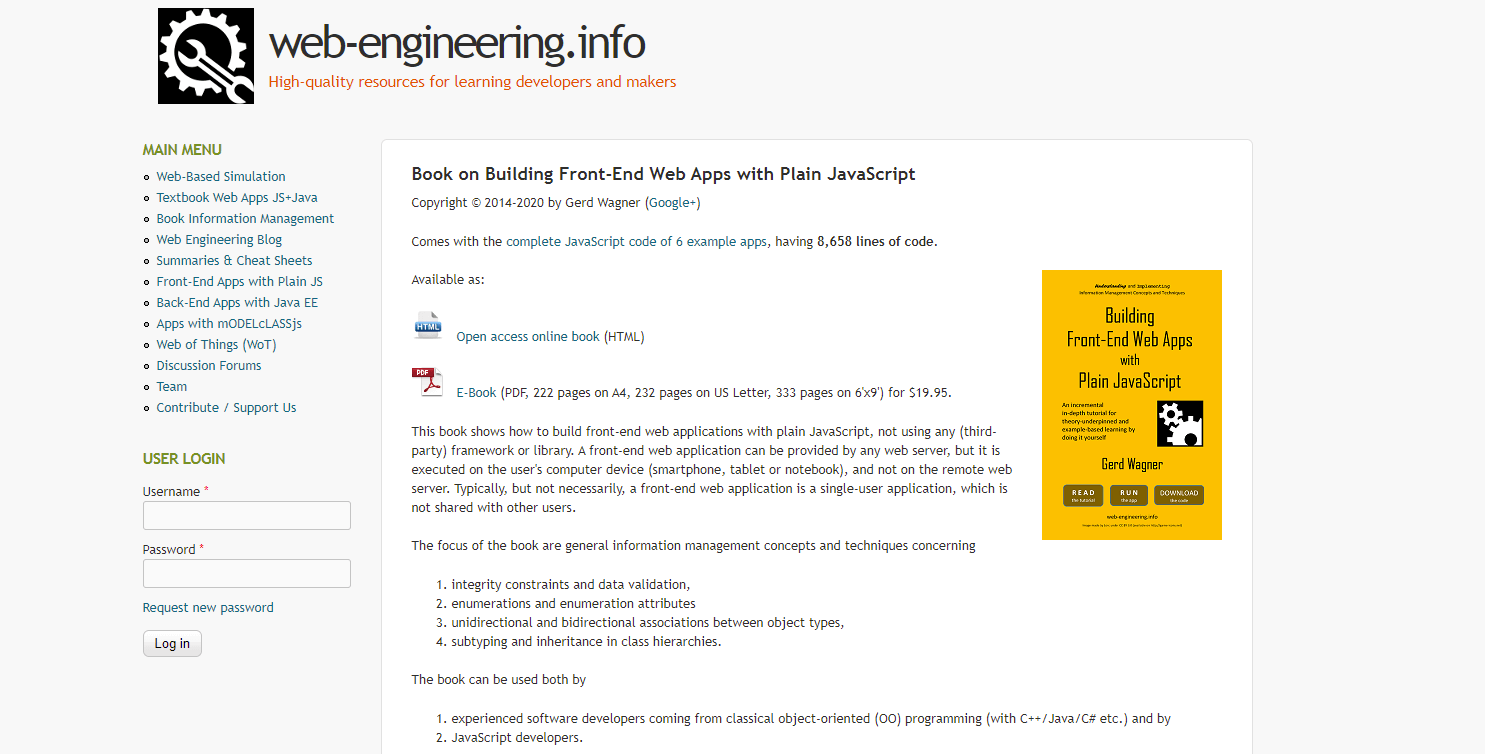 web-engineering.info
High-quality resources for learning developers and makers
MAIN MENU
Web-Based Simulation
Textbook Web Apps JS+Java
Book Information Management
Web Engineering Blog
Summaries & Cheat Sheets
Front-End Apps with Plain JS
Back-End Apps with Java EE
Apps with mODELcLASSjs
Web of Things (WoT)
Discussion Forums
Team
Contribute / Support Us
USER LOGIN
Username *
Password *
Request new password
Log in
Book on Building Front-End Web Apps with Plain JavaScript
Copyright © 2014-2020 by Gerd Wagner (Google+)
Comes with the complete JavaScript code of 6 example apps, having 8,658 lines of code.
Available as:
HTML
Open access online book (HTML)
PDF
E-Book (PDF, 222 pages on A4, 232 pages on US Letter, 333 pages on 6'x9') for $19.95.
This book shows how to build front-end web applications with plain JavaScript, not using any (third-
party) framework or library. A front-end web application can be provided by any web server, but it is
executed on the user's computer device (smartphone, tablet or notebook), and not on the remote web
server. Typically, but not necessarily, a front-end web application is a single-user application, which is
not shared with other users.
The focus of the book are general information management concepts and techniques concerning
1. integrity constraints and data validation,
2. enumerations and enumeration attributes
3. unidirectional and bidirectional associations between object types,
4. subtyping and inheritance in class hierarchies.
The book can be used both by
1. experienced software developers coming from classical object-oriented (OO) programming (with C++/Java/C# etc.) and by
2. JavaScript developers.
Understanding and Implementing
Information Management Concepts and Techniques
Building
Front-End Web Apps
with
Plain JavaScript
An incremental
in-depth tutorial for
theory-underpinned and
example-based learning by
doing it yourself
Gerd Wagner
READ
the tutorial
RUN
the app
DOWNLOAD
the code
web-engineering.info